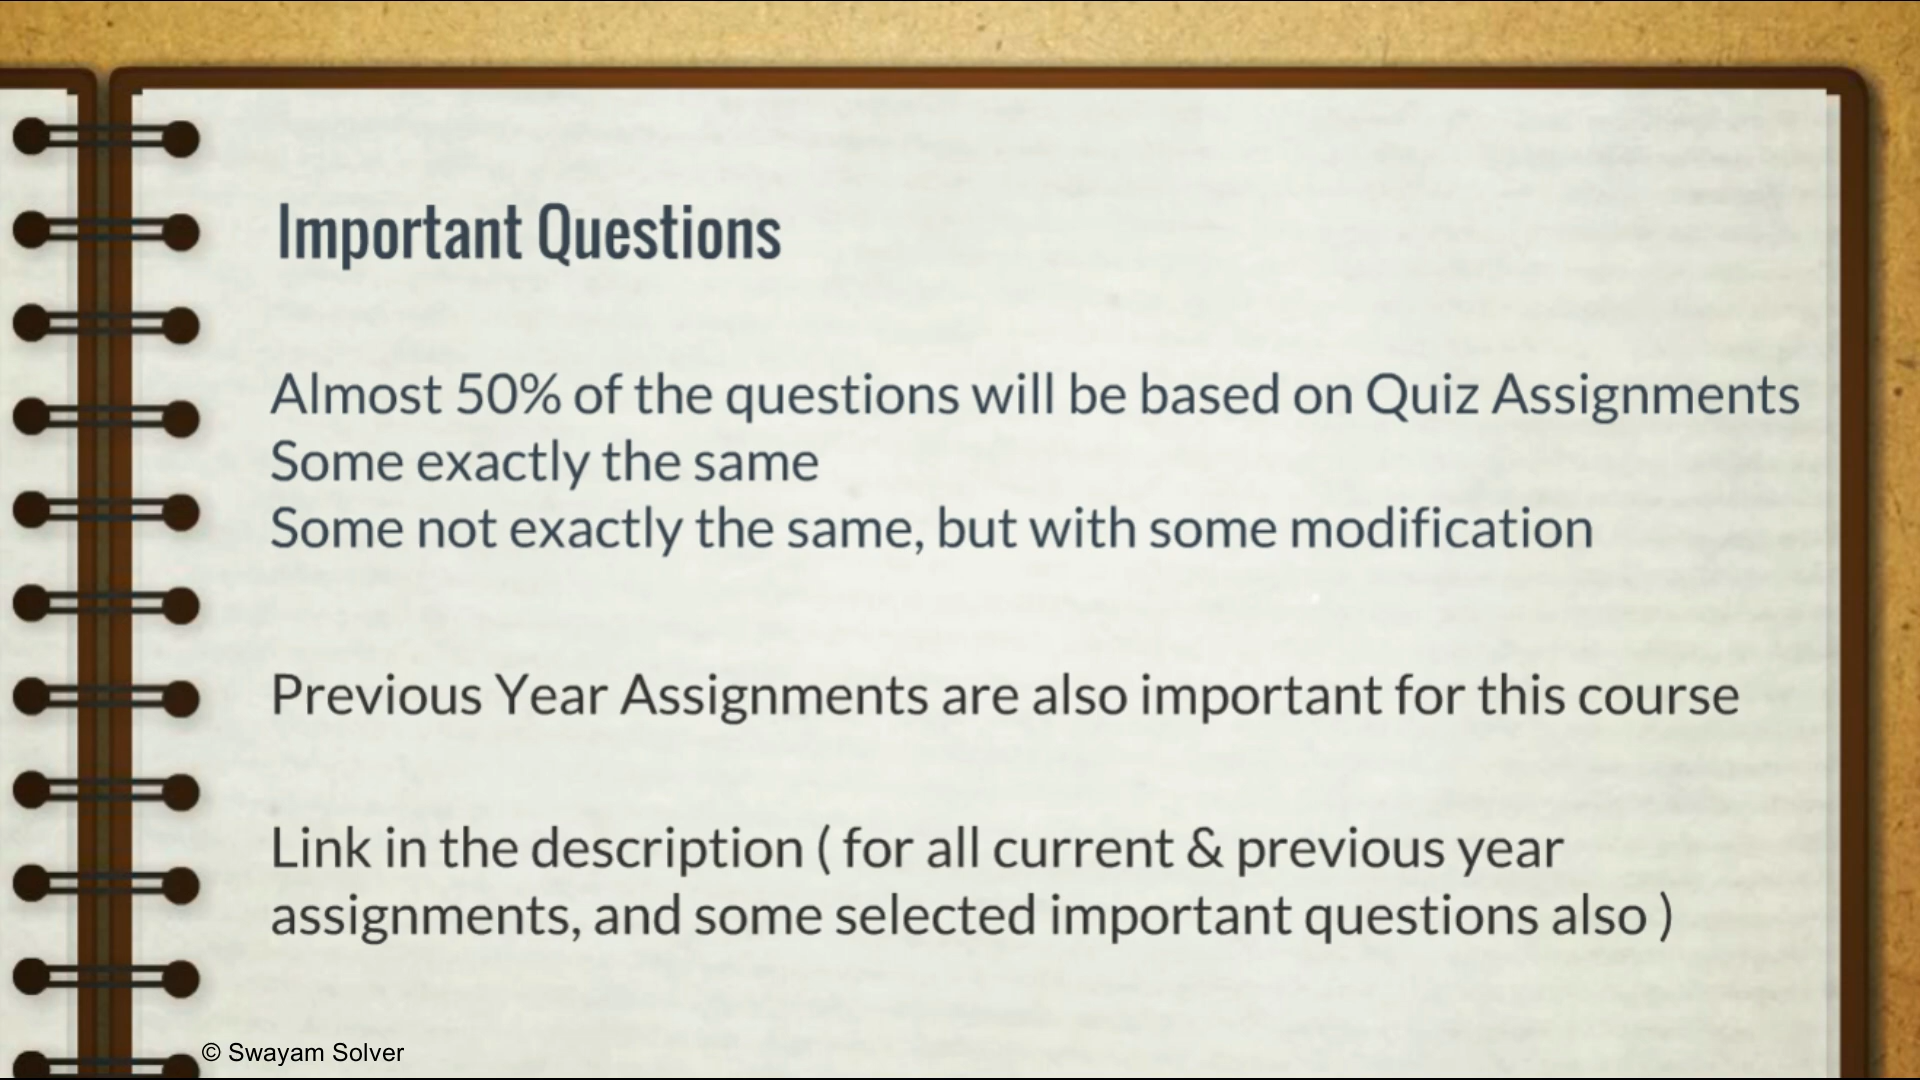 Important Questions
Almost 50% of the questions will be based on Quiz Assignments
Some exactly the same
Some not exactly the same, but with some modification
Previous Year Assignments are also important for this course
Link in the description ( for all current & previous year
assignments, and some selected important questions also )
© Swayam Solver